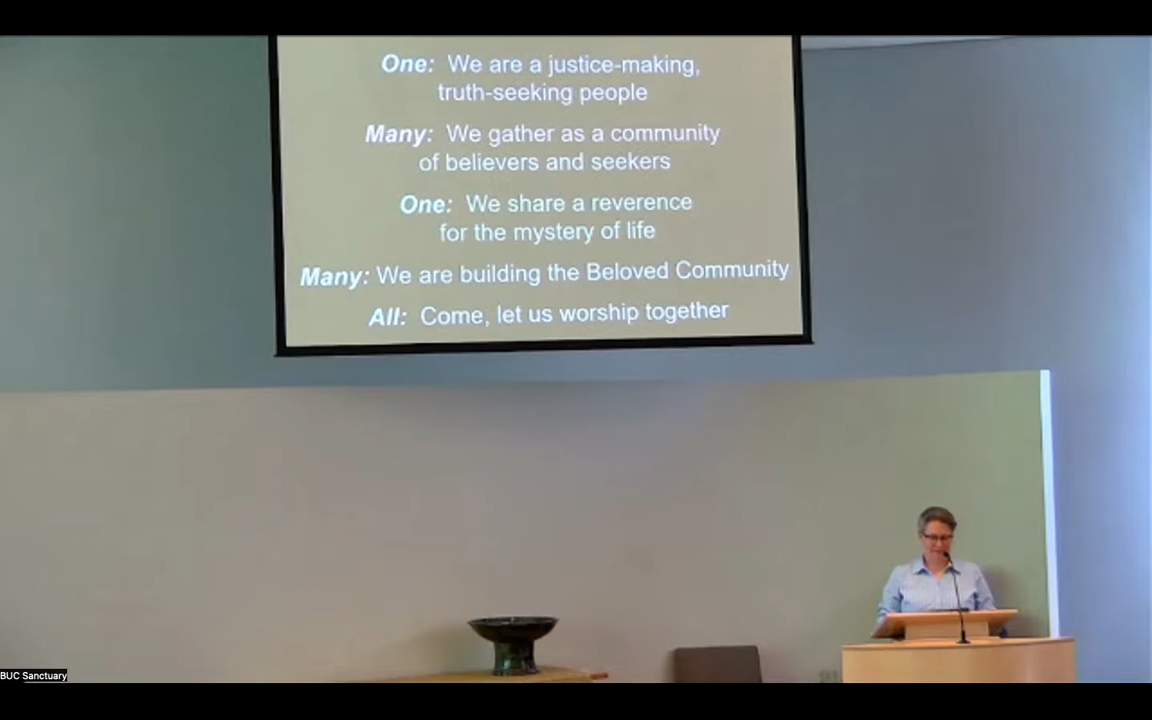 One: We are a justice-making,
truth-seeking people
Many: We gather as a community
of believers and seekers
One: We share a reverence
for the mystery of life
Many: We are building the Beloved Community
All: Come, let us worship together
BUC Sanctuary